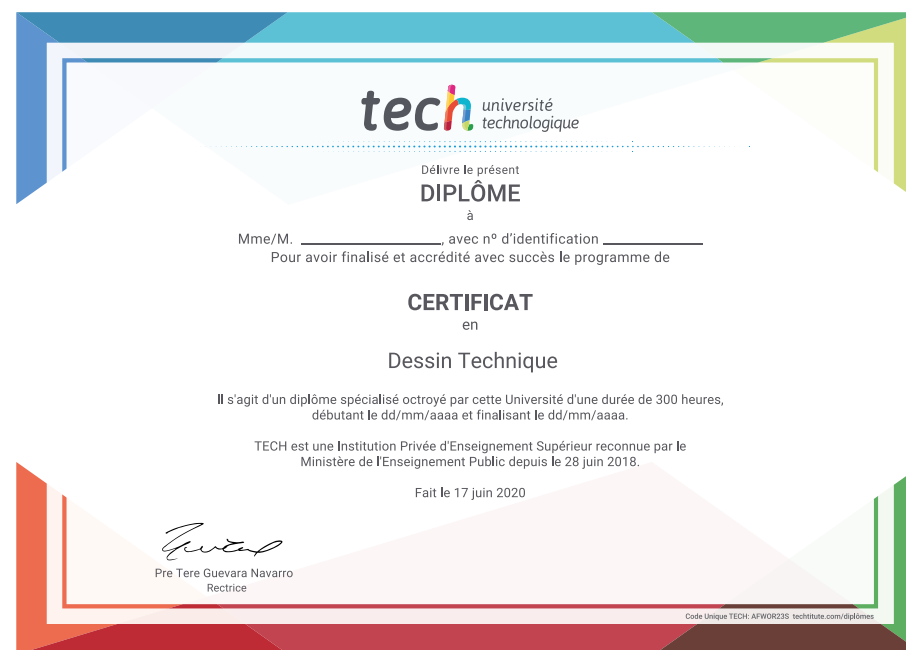 tech université
technologique
Délivre le présent
DIPLÔME
à
Mme/M. ____________________, avec nº d'identification ______________
Pour avoir finalisé et accrédité avec succès le programme de
CERTIFICAT
en
Dessin Technique
Il s'agit d'un diplôme spécialisé octroyé par cette Université d'une durée de 300 heures,
débutant le dd/mm/aaaa et finalisant le dd/mm/aaaa.
TECH est une Institution Privée d'Enseignement Supérieur reconnue par le
Ministère de l'Enseignement Public depuis le 28 juin 2018.
Fait le 17 juin 2020
Pre Tere Guevara Navarro
Rectrice
Code Unique TECH: AFWOR23S techtitute.com/diplômes